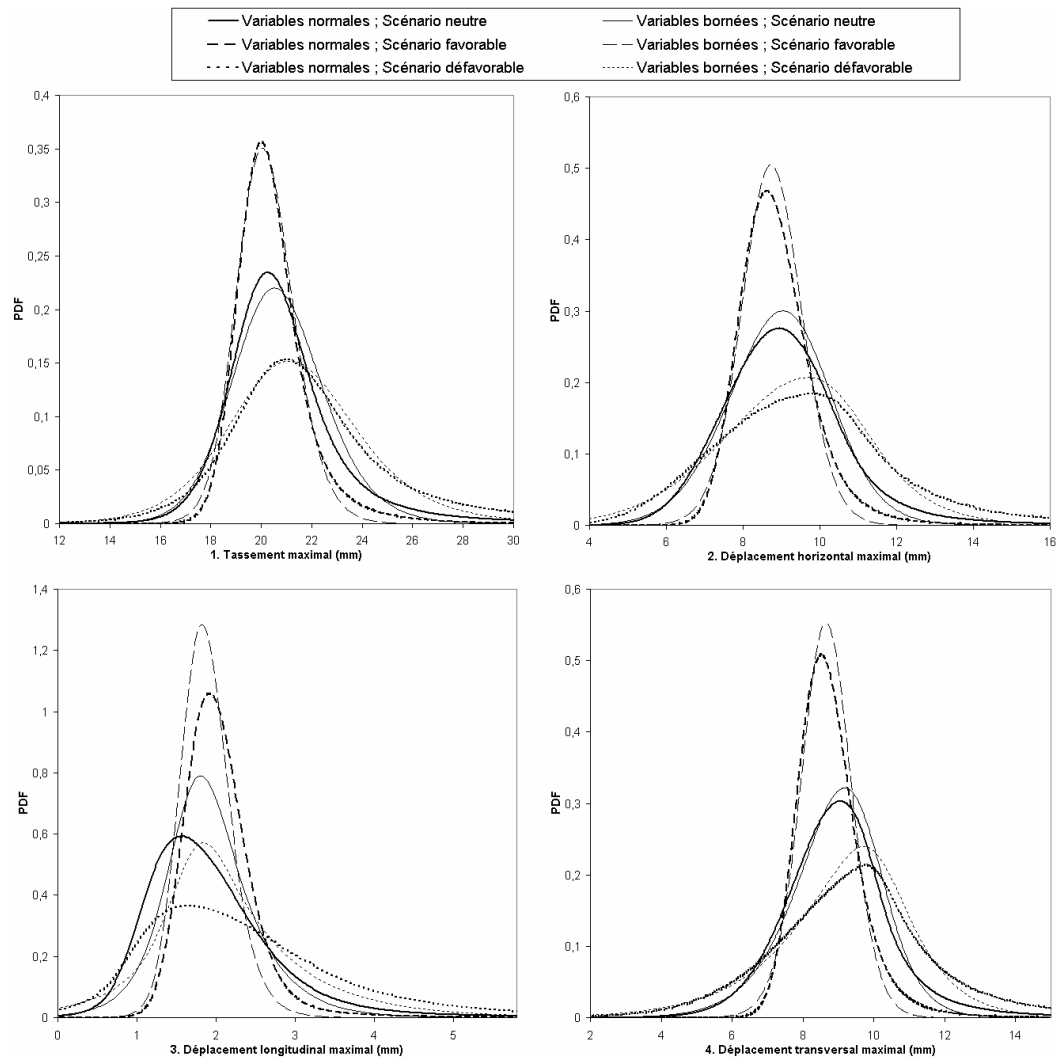 Variables normales ; Scénario neutre
Variables bornées ; Scénario neutre
Variables normales ; Scénario favorable
Variables bornées ; Scénario favorable
Variables normales ; Scénario défavorable
Variables bornées ; Scénario défavorable
0,4
0,35
0,3
0,25
0,2
0,15
0,1
0,05
0
PDF
12 14 16 18 20 22 24 26 28 30
1. Tassement maximal (mm)
0,6
0,5
0,4
0,3
0,2
0,1
0
PDF
4 6 8 10 12 14 16
2. Déplacement horizontal maximal (mm)
1,4
1,2
1
0,8
0,6
0,4
0,2
0
PDF
0 1 2 3 4 5
3. Déplacement longitudinal maximal (mm)
0,6
0,5
0,4
0,3
0,2
0,1
0
PDF
2 4 6 8 10 12 14
4. Déplacement transversal maximal (mm)